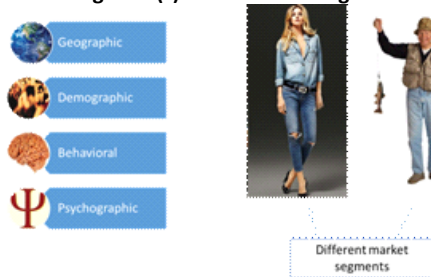 Geographic
Demographic
Behavioral
Psychographic
Different market
segments